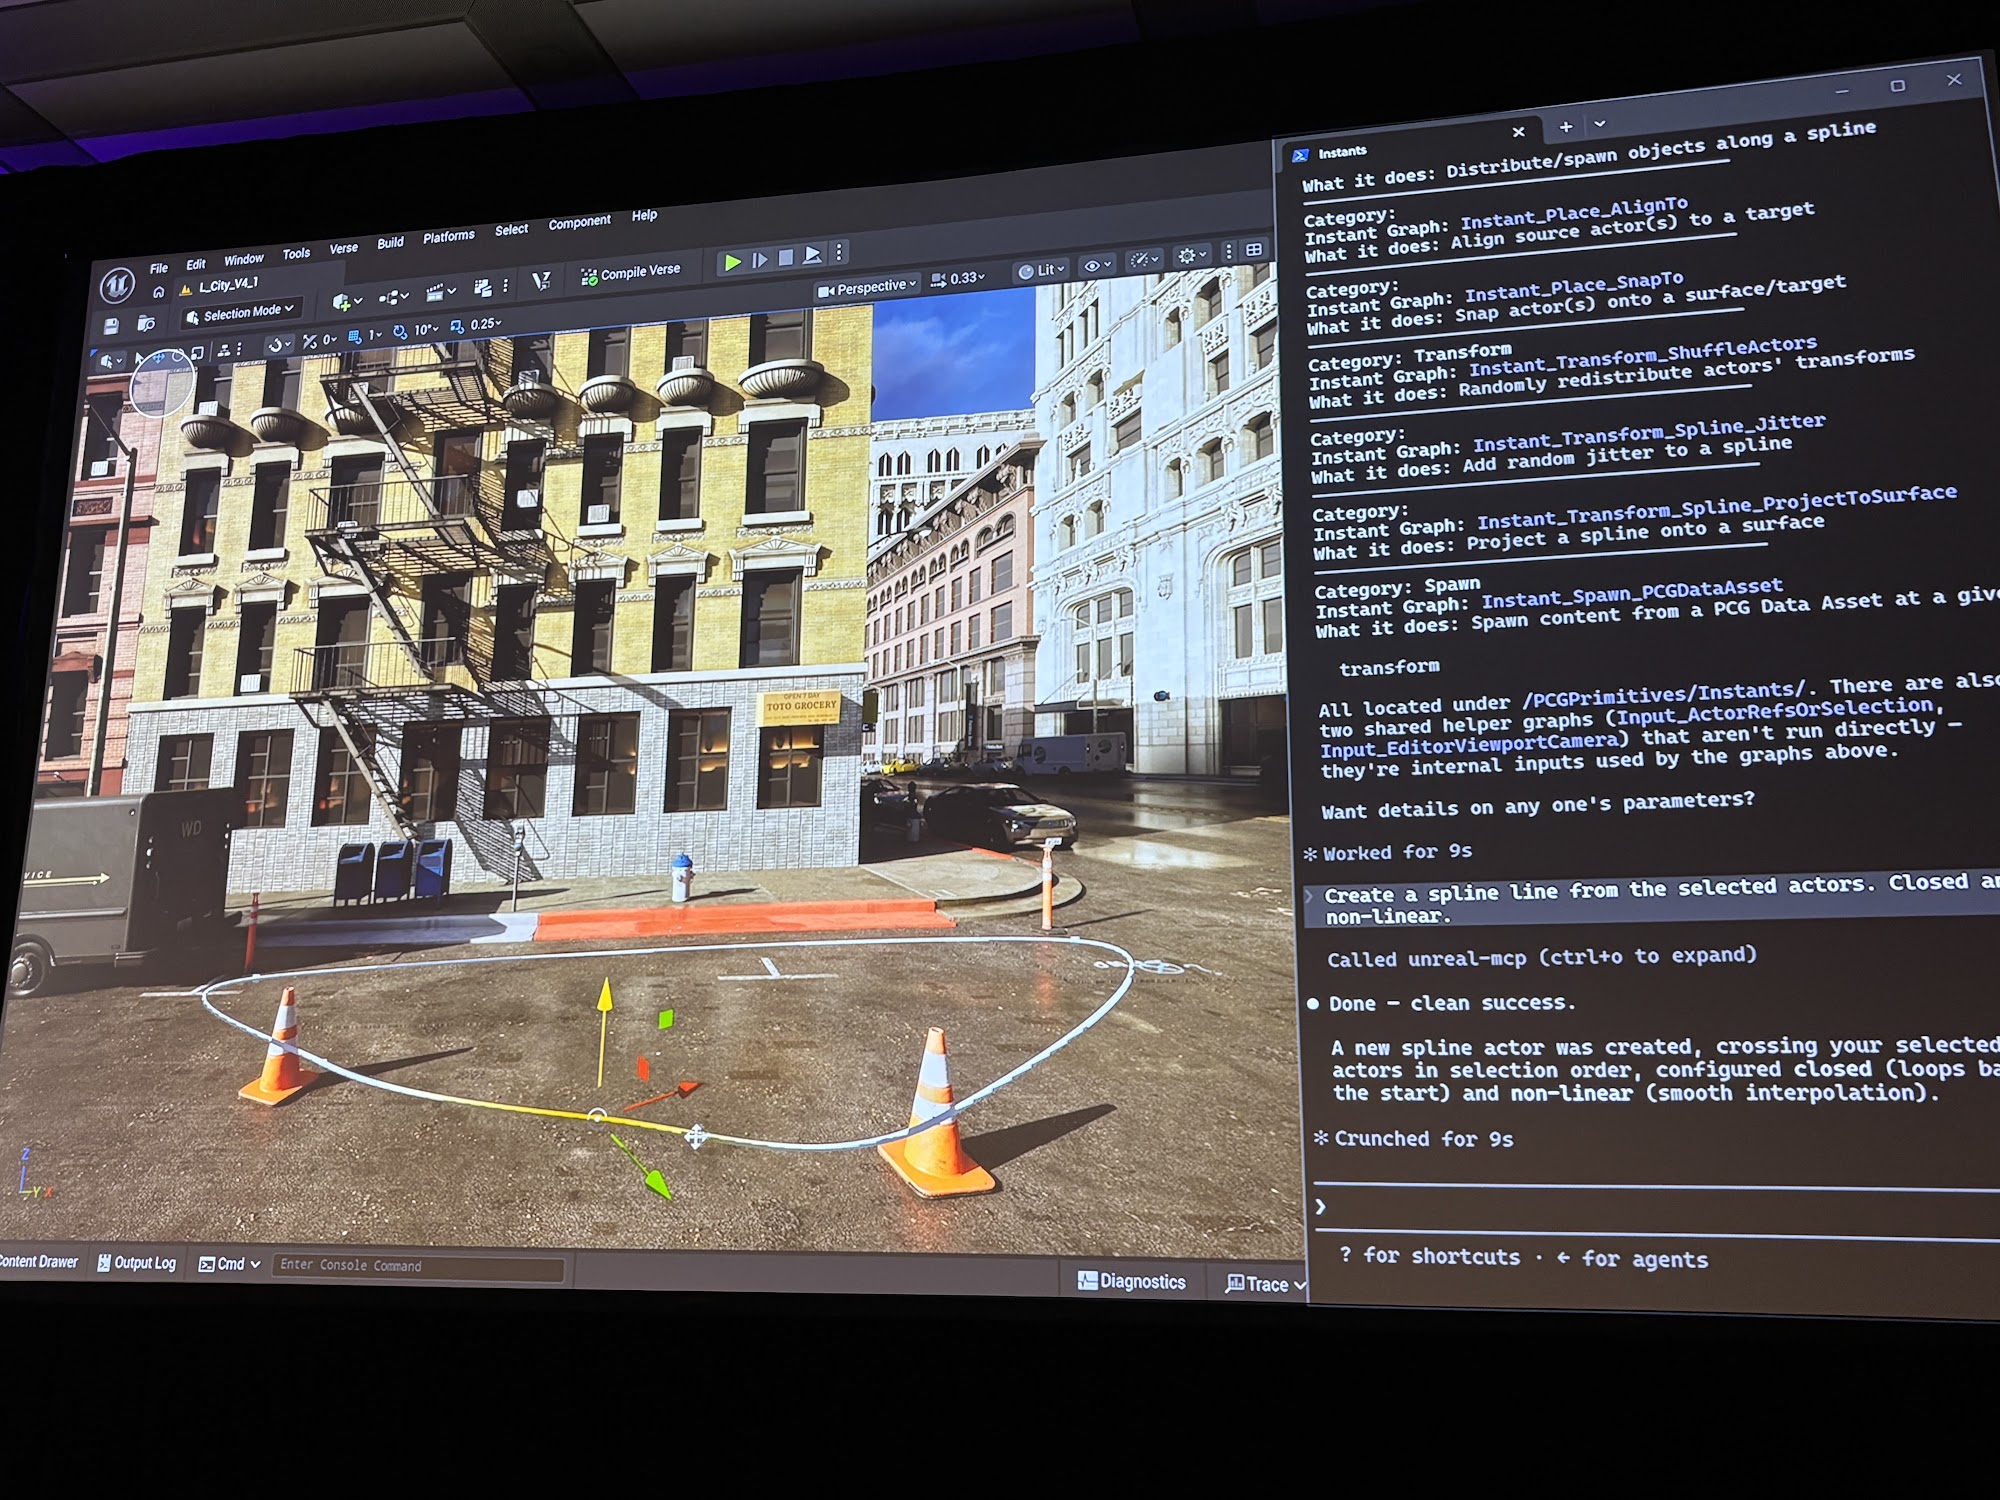 File Edit Window Tools Verse Build Platforms Select Component Help
L_City_V4_1
Selection Mode
Compile Verse
0 1 10° 0.25
Perspective 0.33 Lit
OPEN 7 DAY
TOTO GROCERY
WD
VICE
Z
Y X
Content Drawer Output Log Cmd Enter Console Command Diagnostics Trace
Instants
What it does: Distribute/spawn objects along a spline
Category:
Instant Graph: Instant_Place_AlignTo
What it does: Align source actor(s) to a target
Category:
Instant Graph: Instant_Place_SnapTo
What it does: Snap actor(s) onto a surface/target
Category: Transform
Instant Graph: Instant_Transform_ShuffleActors
What it does: Randomly redistribute actors' transforms
Category:
Instant Graph: Instant_Transform_Spline_Jitter
What it does: Add random jitter to a spline
Category:
Instant Graph: Instant_Transform_Spline_ProjectToSurface
What it does: Project a spline onto a surface
Category: Spawn
Instant Graph: Instant_Spawn_PCGDataAsset
What it does: Spawn content from a PCG Data Asset at a give
transform
All located under /PCGPrimitives/Instants/. There are also
two shared helper graphs (Input_ActorRefsOrSelection,
Input_EditorViewportCamera) that aren't run directly —
they're internal inputs used by the graphs above.
Want details on any one's parameters?
* Worked for 9s
> Create a spline line from the selected actors. Closed an
non-linear.
Called unreal-mcp (ctrl+o to expand)
● Done — clean success.
A new spline actor was created, crossing your selected
actors in selection order, configured closed (loops ba
the start) and non-linear (smooth interpolation).
* Crunched for 9s
>
? for shortcuts · ← for agents